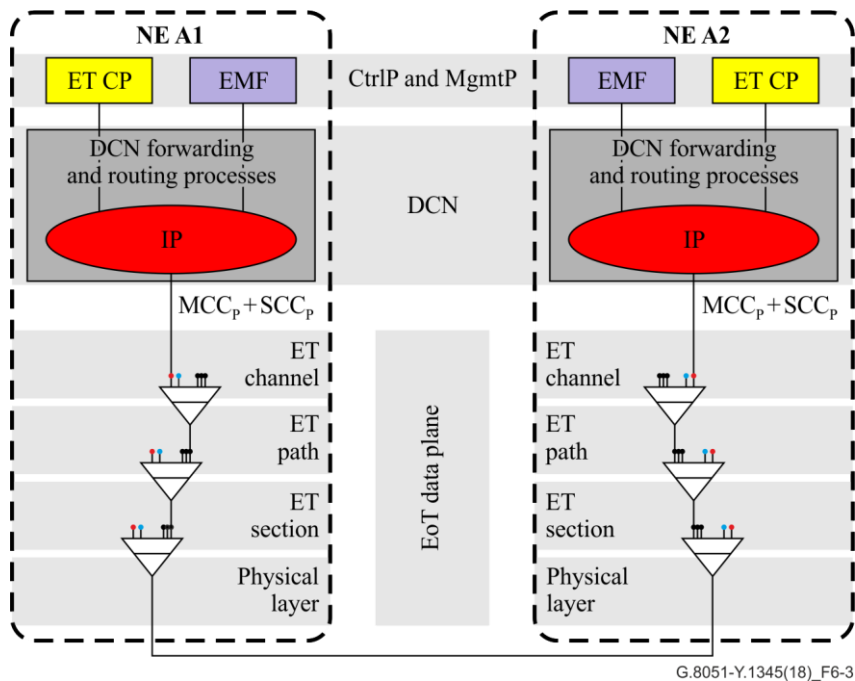 NE A1
NE A2
ET CP
EMF
CtrlP and MgmtP
EMF
ET CP
DCN forwarding
and routing processes
IP
DCN
DCN forwarding
and routing processes
IP
MCCP + SCCP
MCCP + SCCP
ET
channel
ET
path
ET
section
Physical
layer
EoT data plane
ET
channel
ET
path
ET
section
Physical
layer
G.8051-Y.1345(18)_F6-3